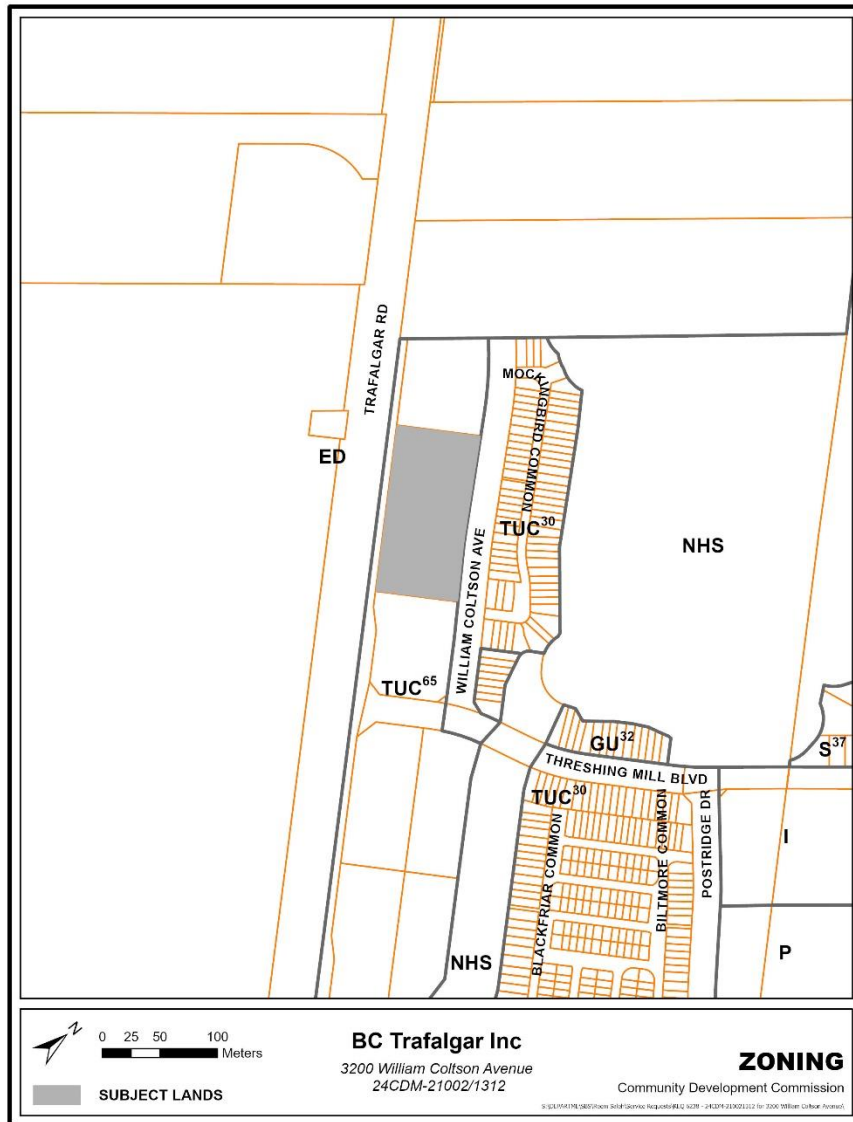 TRAFALGAR RD
MOCKINGBIRD COMMON
ED
TUC30
NHS
WILLIAM COLTSON AVE
TUC65
GU32
S37
THRESHING MILL BLVD
TUC30
BLACKFRIAR COMMON
BILTMORE COMMON
POSTRIDGE DR
I
NHS
P
N
0 25 50 100
Meters
SUBJECT LANDS
BC Trafalgar Inc
3200 William Coltson Avenue
24CDM-21002/1312
ZONING
Community Development Commission